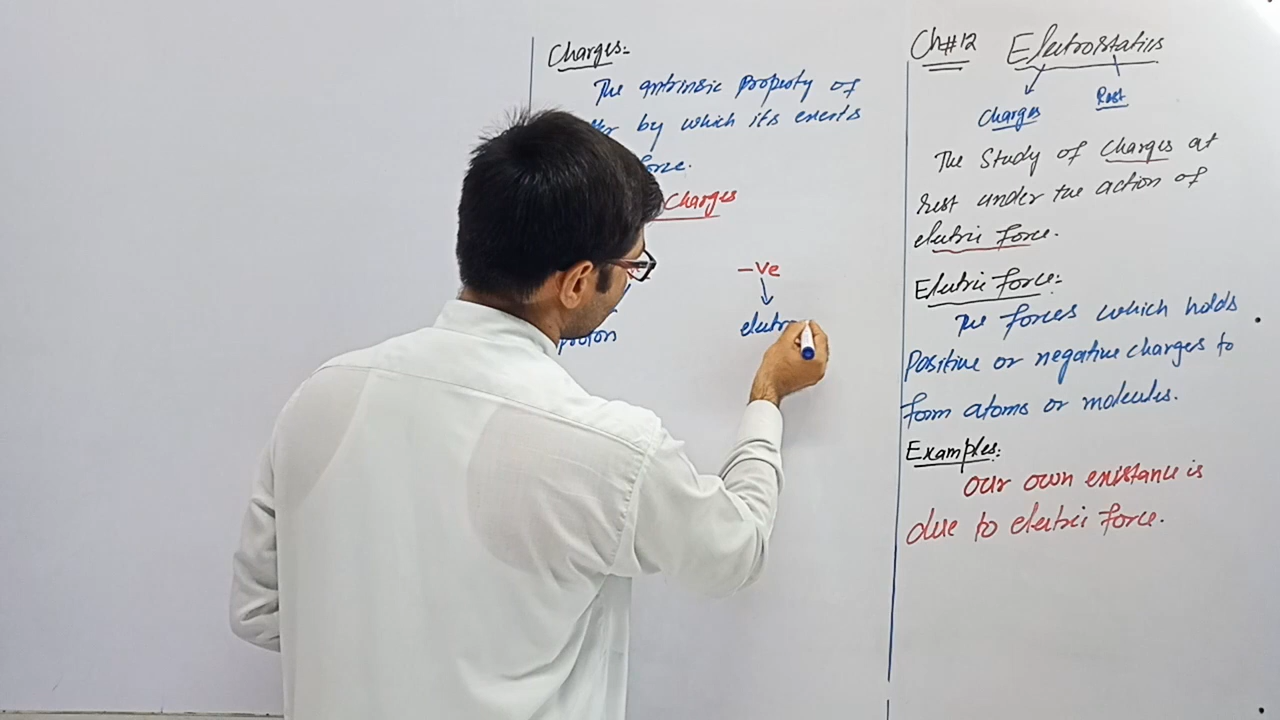 Ch#12 Electrostatics
Charges Rest
The Study of Charges at
Rest under the action of
electric force.
Electric Force:-
The forces which holds
Positive or negative charges to
form atoms or molecules.
Examples:-
Our own existance is
due to electric force.
Charges:-
The intrinsic Property of
by which its exerts
force.
Charges
-ve
proton electr